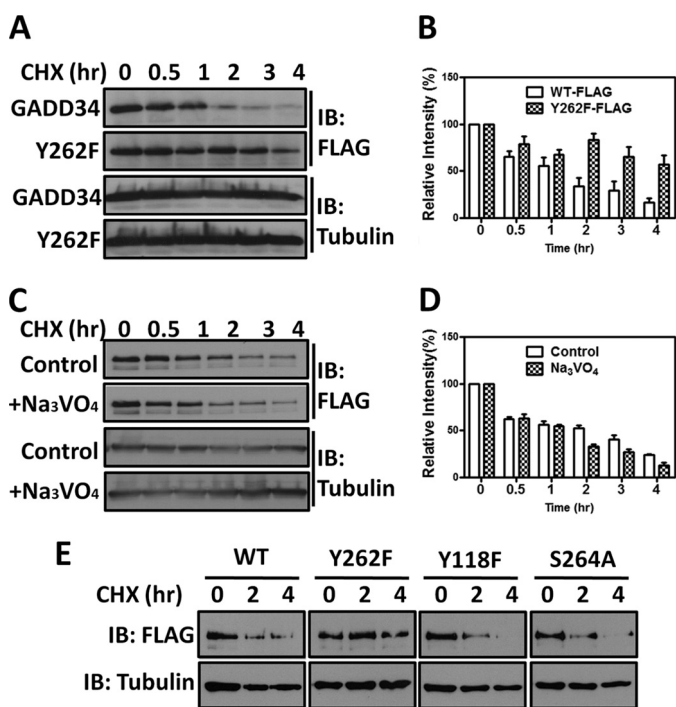 A
CHX (hr) 0 0.5 1 2 3 4
GADD34
Y262F
IB:
FLAG
GADD34
Y262F
IB:
Tubulin
B
Relative Intensity (%)
150
100
50
0
WT-FLAG
Y262F-FLAG
0 0.5 1 2 3 4
Time (hr)
C
CHX (hr) 0 0.5 1 2 3 4
Control
+Na₃VO₄
IB:
FLAG
Control
+Na₃VO₄
IB:
Tubulin
D
Relative Intensity(%)
150
100
50
0
Control
Na₃VO₄
0 0.5 1 2 3 4
Time (hr)
E
WT Y262F Y118F S264A
CHX (hr) 0 2 4 0 2 4 0 2 4 0 2 4
IB: FLAG
IB: Tubulin